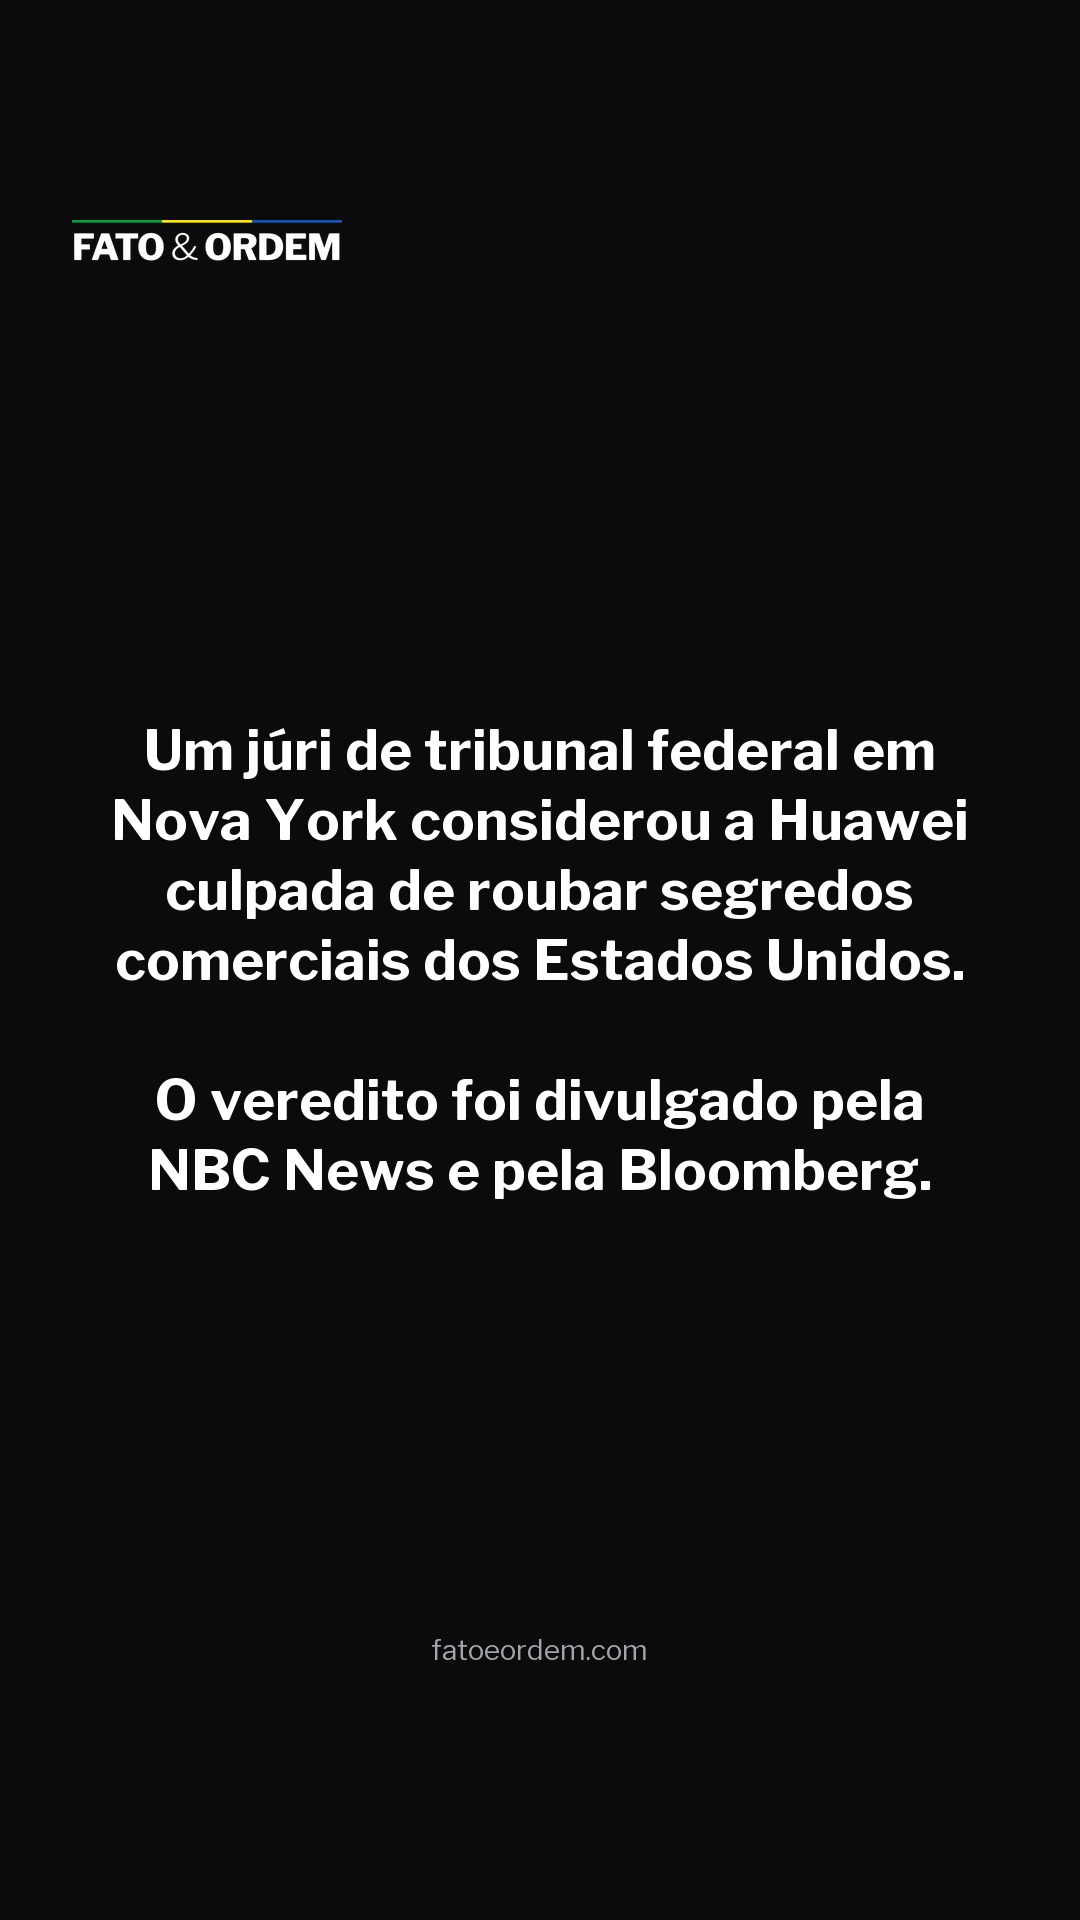 FATO & ORDEM
Um júri de tribunal federal em
Nova York considerou a Huawei
culpada de roubar segredos
comerciais dos Estados Unidos.
O veredito foi divulgado pela
NBC News e pela Bloomberg.
fatoeordem.com